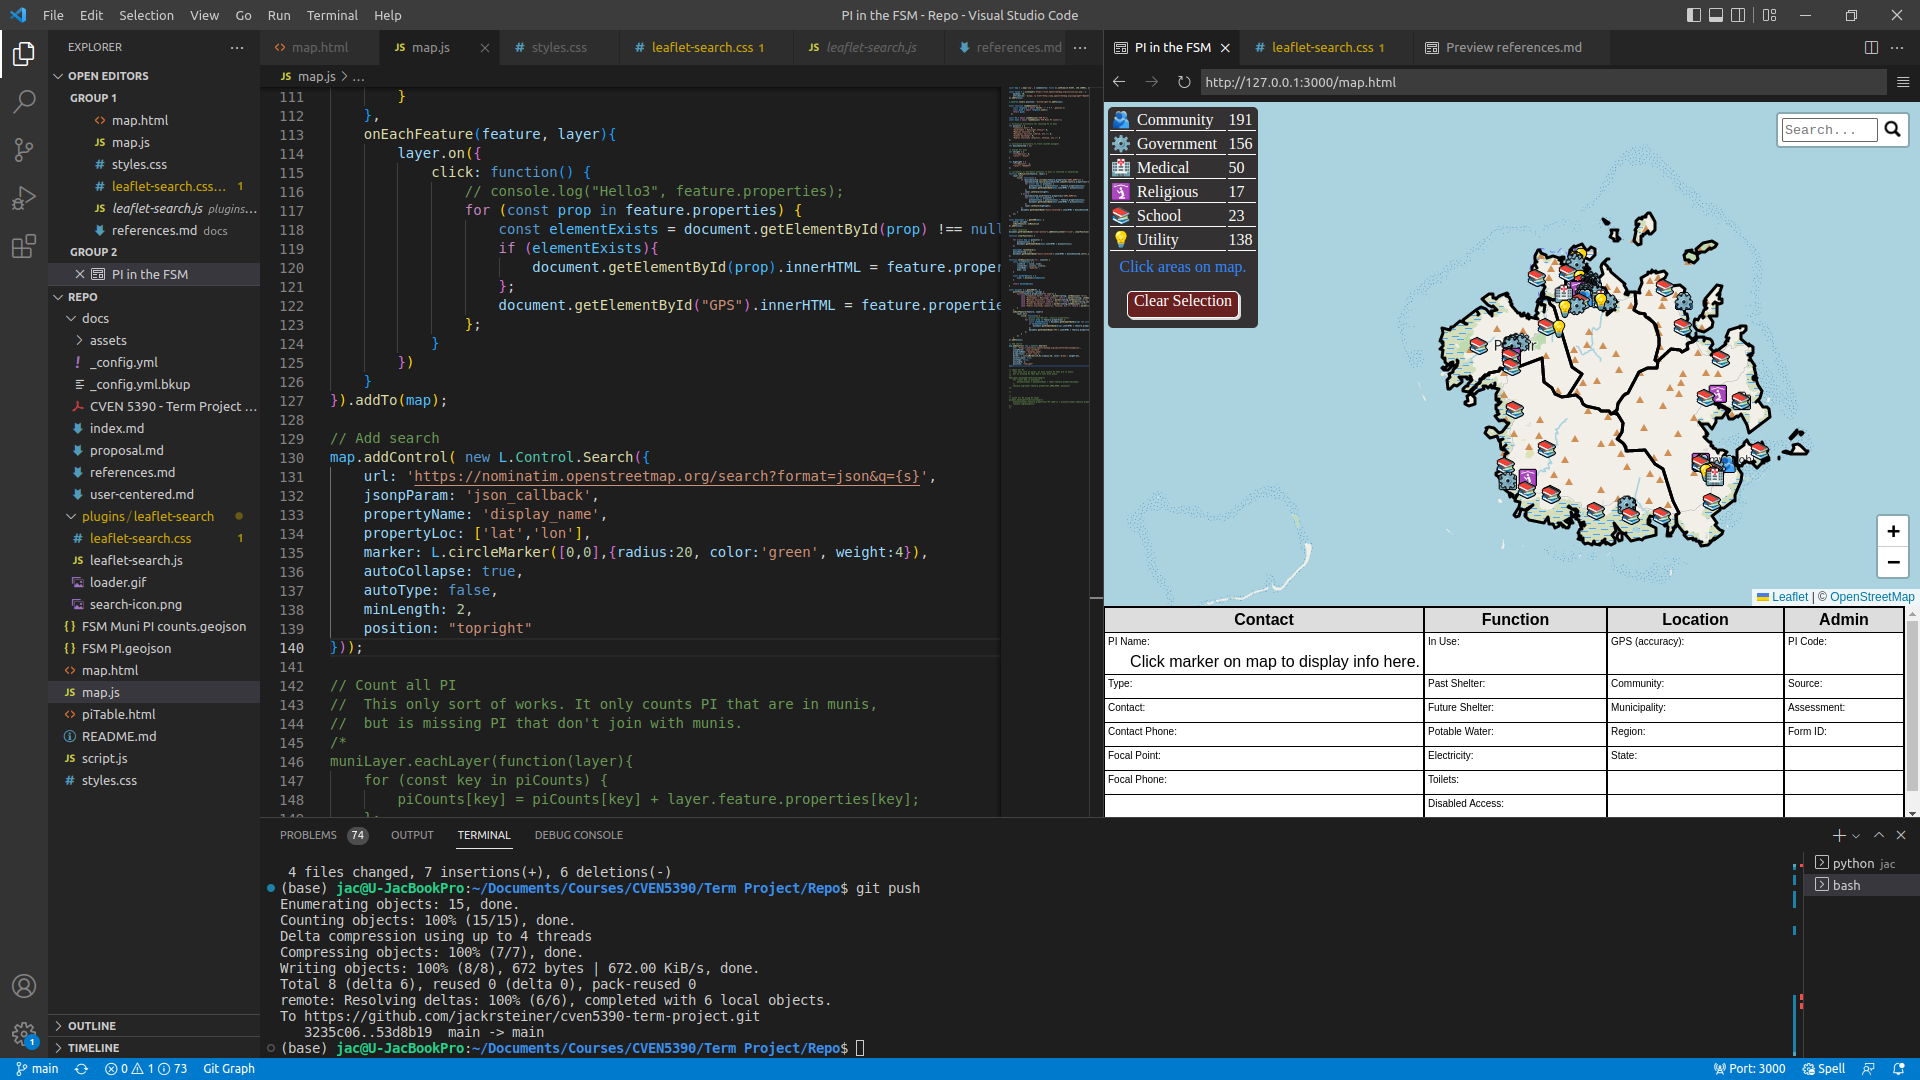 File Edit Selection View Go Run Terminal Help
PI in the FSM - Repo - Visual Studio Code
EXPLORER
OPEN EDITORS
GROUP 1
map.html
map.js
styles.css
leaflet-search.css... 1
leaflet-search.js plugins...
references.md docs
GROUP 2
PI in the FSM
REPO
docs
assets
_config.yml
_config.yml.bkup
CVEN 5390 - Term Project ...
index.md
proposal.md
references.md
user-centered.md
plugins/leaflet-search
leaflet-search.css 1
leaflet-search.js
loader.gif
search-icon.png
FSM Muni PI counts.geojson
FSM PI.geojson
map.html
map.js
piTable.html
README.md
script.js
styles.css
OUTLINE
TIMELINE
map.html
map.js
styles.css
leaflet-search.css 1
leaflet-search.js
references.md
map.js > ...
111 }
112 },
113 onEachFeature(feature, layer){
114 layer.on({
115 click: function() {
116 // console.log("Hello3", feature.properties);
117 for (const prop in feature.properties) {
118 const elementExists = document.getElementById(prop) !== null
119 if (elementExists){
120 document.getElementById(prop).innerHTML = feature.proper
121 };
122 document.getElementById("GPS").innerHTML = feature.propertie
123 };
124 }
125 })
126 }
127 }).addTo(map);
128
129 // Add search
130 map.addControl( new L.Control.Search({
131 url: 'https://nominatim.openstreetmap.org/search?format=json&q={s}',
132 jsonpParam: 'json_callback',
133 propertyName: 'display_name',
134 propertyLoc: ['lat','lon'],
135 marker: L.circleMarker([0,0],{radius:20, color:'green', weight:4}),
136 autoCollapse: true,
137 autoType: false,
138 minLength: 2,
139 position: "topright"
140 }));
141
142 // Count all PI
143 // This only sort of works. It only counts PI that are in munis,
144 // but is missing PI that don't join with munis.
145 /*
146 muniLayer.eachLayer(function(layer){
147 for (const key in piCounts) {
148 piCounts[key] = piCounts[key] + layer.feature.properties[key];
PI in the FSM
leaflet-search.css 1
Preview references.md
http://127.0.0.1:3000/map.html
Community 191
Government 156
Medical 50
Religious 17
School 23
Utility 138
Click areas on map.
Clear Selection
Search...
+
−
Leaflet | © OpenStreetMap
Contact Function Location Admin
PI Name: In Use: GPS (accuracy): PI Code:
Click marker on map to display info here.
Type: Past Shelter: Community: Source:
Contact: Future Shelter: Municipality: Assessment:
Contact Phone: Potable Water: Region: Form ID:
Focal Point: Electricity: State:
Focal Phone: Toilets:
Disabled Access:
PROBLEMS 74 OUTPUT TERMINAL DEBUG CONSOLE
4 files changed, 7 insertions(+), 6 deletions(-)
(base) jac@U-JacBookPro:~/Documents/Courses/CVEN5390/Term Project/Repo$ git push
Enumerating objects: 15, done.
Counting objects: 100% (15/15), done.
Delta compression using up to 4 threads
Compressing objects: 100% (7/7), done.
Writing objects: 100% (8/8), 672 bytes | 672.00 KiB/s, done.
Total 8 (delta 6), reused 0 (delta 0), pack-reused 0
remote: Resolving deltas: 100% (6/6), completed with 6 local objects.
To https://github.com/jackrsteiner/cven5390-term-project.git
3235c06..53d8b19 main -> main
(base) jac@U-JacBookPro:~/Documents/Courses/CVEN5390/Term Project/Repo$
python jac
bash
1
main 0 1 73 Git Graph
Port: 3000 Spell